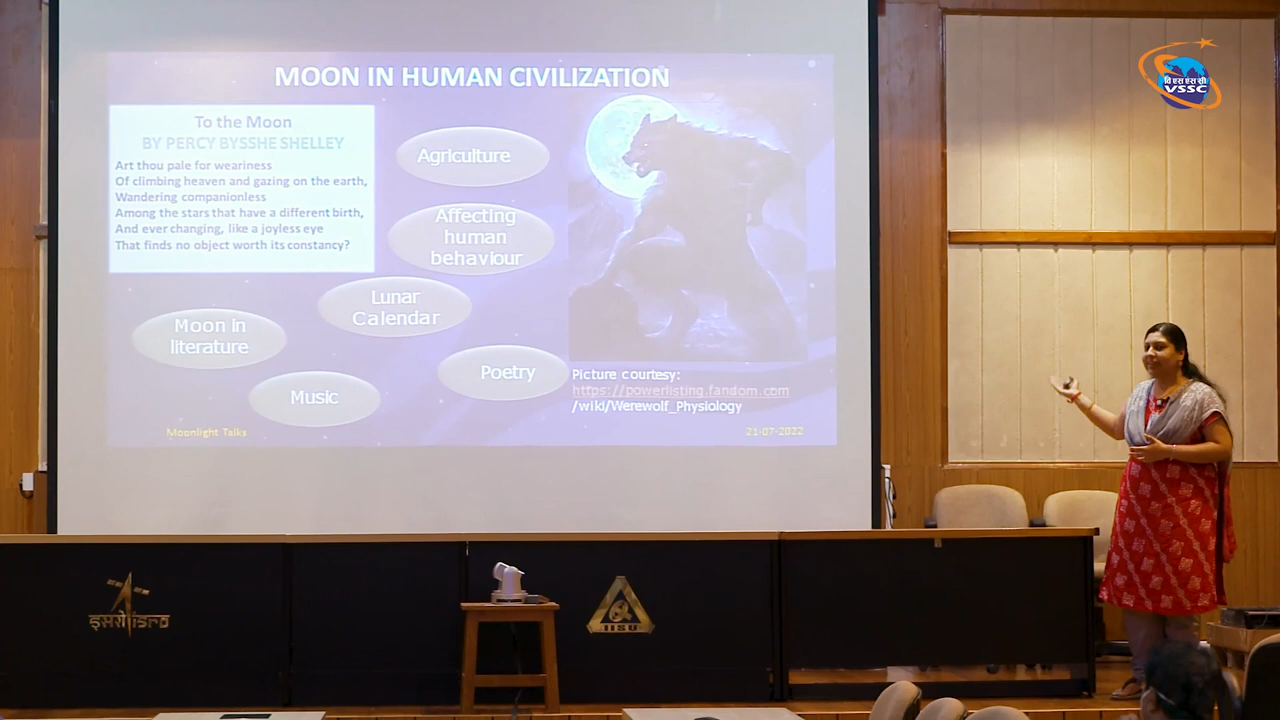 MOON IN HUMAN CIVILIZATION
To the Moon
BY PERCY BYSSHE SHELLEY
Art thou pale for weariness
Of climbing heaven and gazing on the earth,
Wandering companionless
Among the stars that have a different birth,
And ever changing, like a joyless eye
That finds no object worth its constancy?
Agriculture
Affecting
human
behaviour
Lunar
Calendar
Moon in
literature
Poetry
Music
Picture courtesy:
https://powerlisting.fandom.com
/wiki/Werewolf_Physiology
Moonlight Talks
21-07-2022
वि एस एस सी
VSSC
इसरो isro
IISU